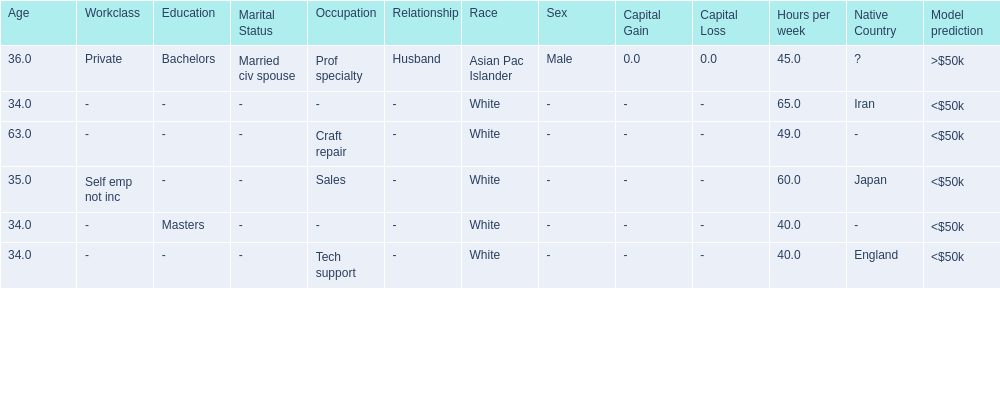 Age Workclass Education Marital Status Occupation Relationship Race Sex Capital Gain Capital Loss Hours per week Native Country Model prediction
36.0 Private Bachelors Married civ spouse Prof specialty Husband Asian Pac Islander Male 0.0 0.0 45.0 ? >$50k
34.0 - - - - - White - - - 65.0 Iran <$50k
63.0 - - - Craft repair - White - - - 49.0 - <$50k
35.0 Self emp not inc - - Sales - White - - - 60.0 Japan <$50k
34.0 - Masters - - - White - - - 40.0 - <$50k
34.0 - - - Tech support - White - - - 40.0 England <$50k